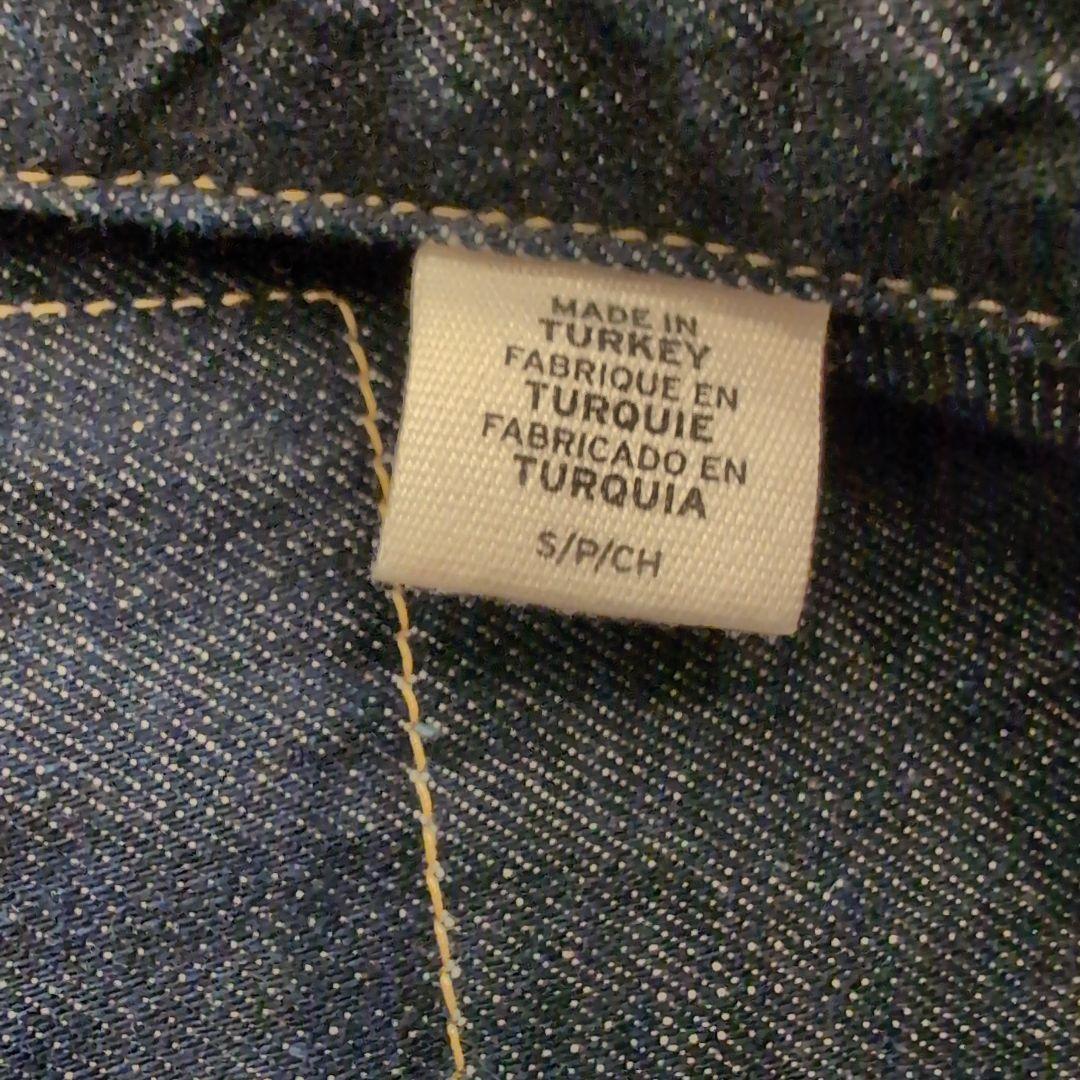 MADE IN
TURKEY
FABRIQUE EN
TURQUIE
FABRICADO EN
TURQUIA
S/P/CH